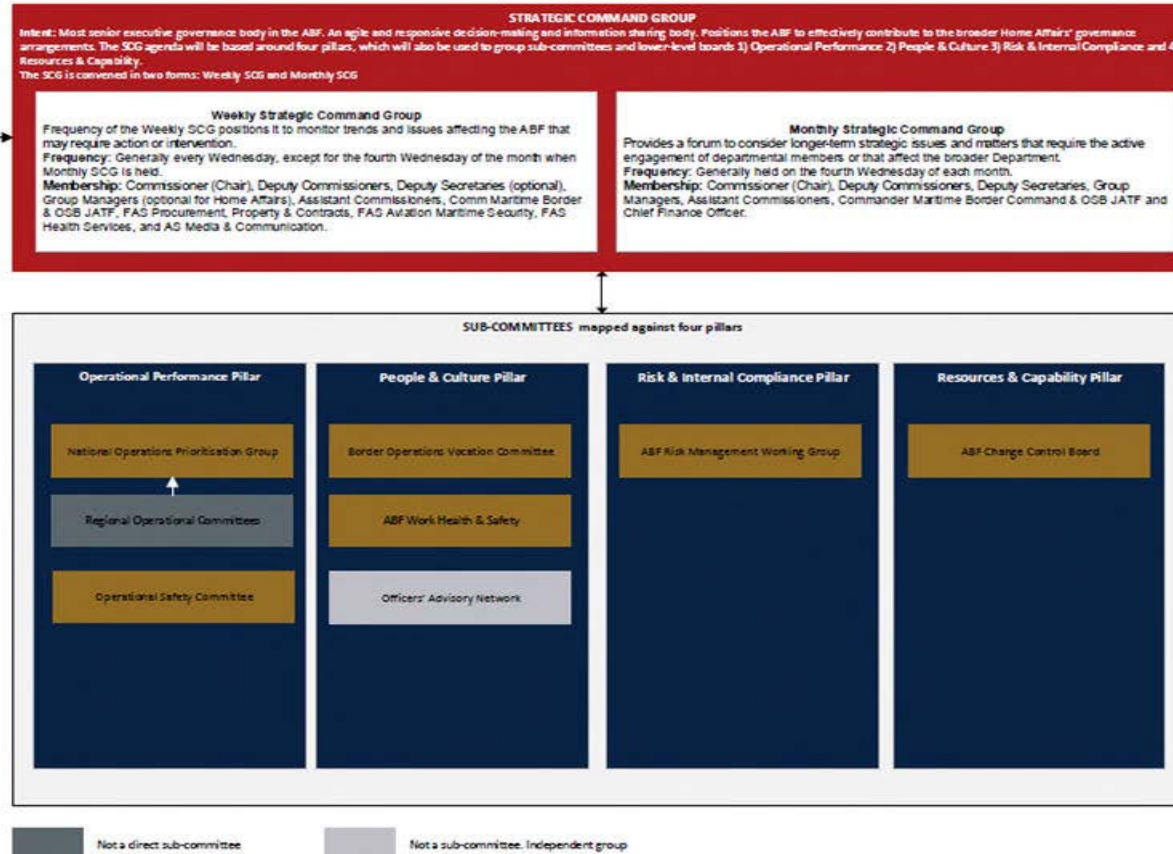 STRATEGIC COMMAND GROUP
Intent: Most senior executive governance body in the ABF. An agile and responsive decision-making and information sharing body. Positions the ABF to effectively contribute to the broader Home Affairs' governance
arrangements. The SCG agenda will be based around four pillars, which will also be used to group sub-committees and lower-level boards 1) Operational Performance 2) People & Culture 3) Risk & Internal Compliance and 4
Resources & Capability.
The SCG is convened in two forms: Weekly SCG and Monthly SCG
Weekly Strategic Command Group
Frequency of the Weekly SCG positions it to monitor trends and issues affecting the ABF that
may require action or intervention.
Frequency: Generally every Wednesday, except for the fourth Wednesday of the month when
Monthly SCG is held.
Membership: Commissioner (Chair), Deputy Commissioners, Deputy Secretaries (optional),
Group Managers (optional for Home Affairs), Assistant Commissioners, Comm Maritime Border
& OSB JATF, FAS Procurement, Property & Contracts, FAS Aviation Maritime Security, FAS
Health Services, and AS Media & Communication.
Monthly Strategic Command Group
Provides a forum to consider longer-term strategic issues and matters that require the active
engagement of departmental members or that affect the broader Department.
Frequency: Generally held on the fourth Wednesday of each month.
Membership: Commissioner (Chair), Deputy Commissioners, Deputy Secretaries, Group
Managers, Assistant Commissioners, Commander Maritime Border Command & OSB JATF and
Chief Finance Officer.
SUB-COMMITTEES mapped against four pillars
Operational Performance Pillar
National Operations Prioritisation Group
Regional Operational Committees
Operational Safety Committee
People & Culture Pillar
Border Operations Vocation Committee
ABF Work Health & Safety
Officers' Advisory Network
Risk & Internal Compliance Pillar
ABF Risk Management Working Group
Resources & Capability Pillar
ABF Change Control Board
Not a direct sub-committee
Not a sub-committee. Independent group